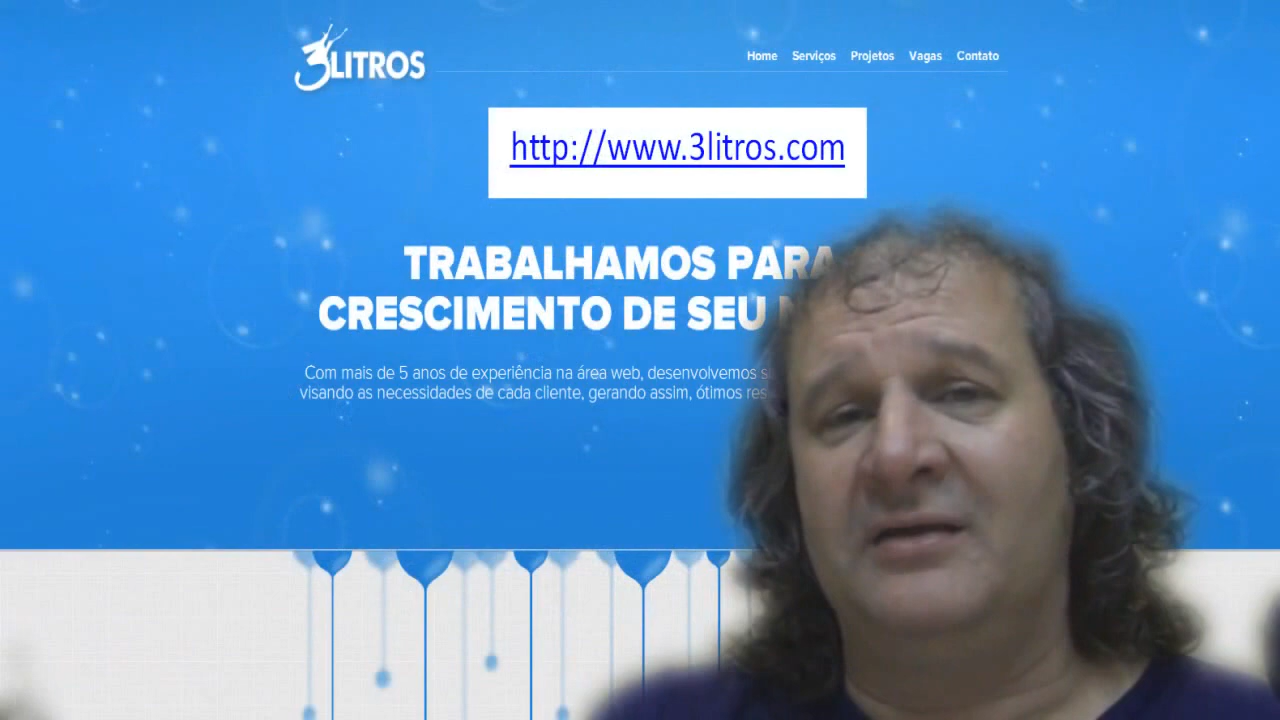 3LITROS
Home Serviços Projetos Vagas Contato
http://www.3litros.com
TRABALHAMOS PARA
CRESCIMENTO DE SEU
Com mais de 5 anos de experiência na área web, desenvolvemos
visando as necessidades de cada cliente, gerando assim, ótimos